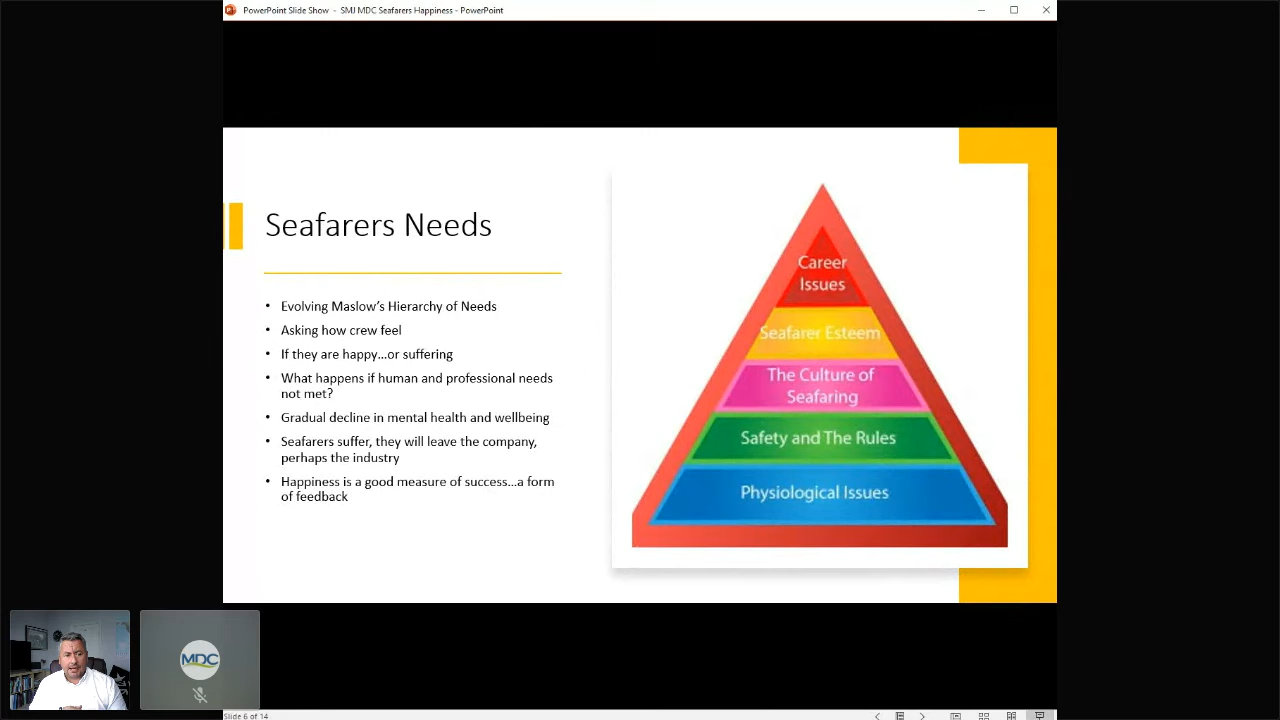 PowerPoint Slide Show - SMJ MDC Seafarers Happiness - PowerPoint
Seafarers Needs
• Evolving Maslow's Hierarchy of Needs
• Asking how crew feel
• If they are happy...or suffering
• What happens if human and professional needs
not met?
• Gradual decline in mental health and wellbeing
• Seafarers suffer, they will leave the company,
perhaps the industry
• Happiness is a good measure of success...a form
of feedback
Career
Issues
Seafarer Esteem
The Culture of
Seafaring
Safety and The Rules
Physiological Issues
MDC
Slide 6 of 14